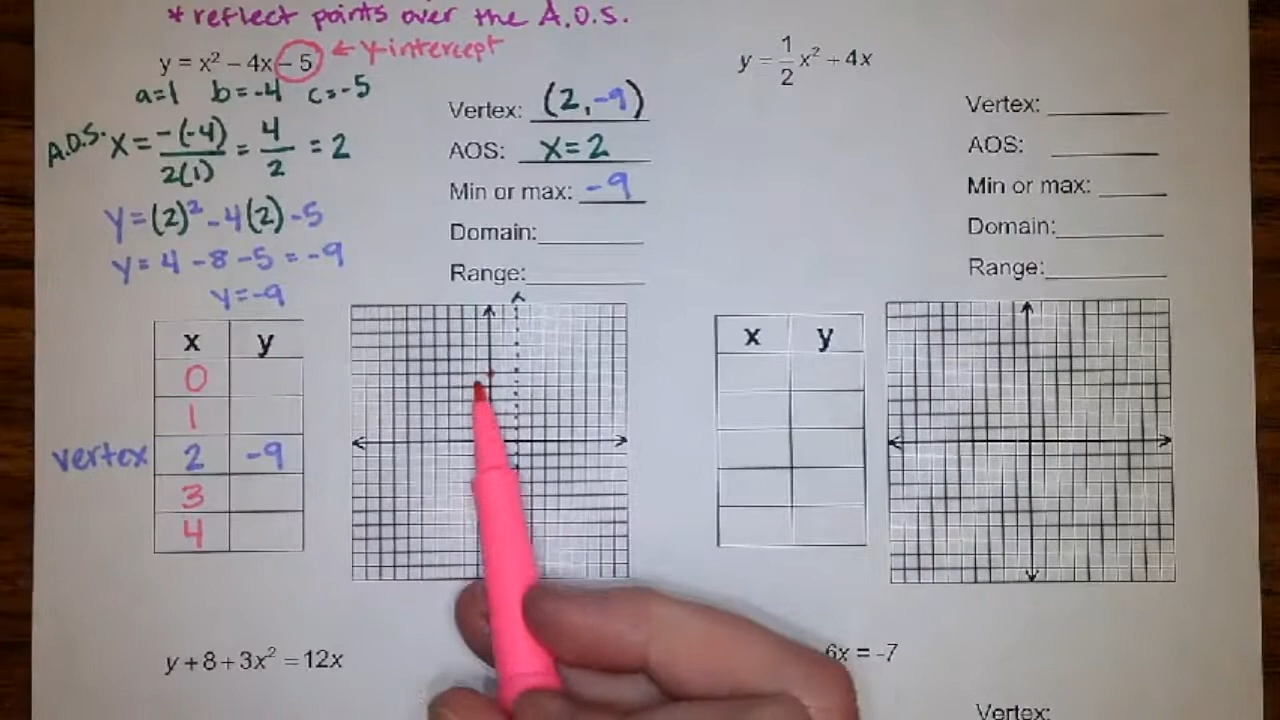 * reflect points over the A.O.S.
y = x² − 4x − 5 ← y-intercept
a=1 b=-4 c=-5
A.O.S. x = -(-4)/2(1) = 4/2 = 2
y = (2)² - 4(2) - 5
y = 4 - 8 - 5 = -9
y = -9
Vertex: (2, -9)
AOS: x = 2
Min or max: -9
Domain:
Range:
x y
0
1
vertex 2 -9
3
4
y = 1/2 x² + 4x
Vertex:
AOS:
Min or max:
Domain:
Range:
x y
y + 8 + 3x² = 12x
6x = -7
Vertex: